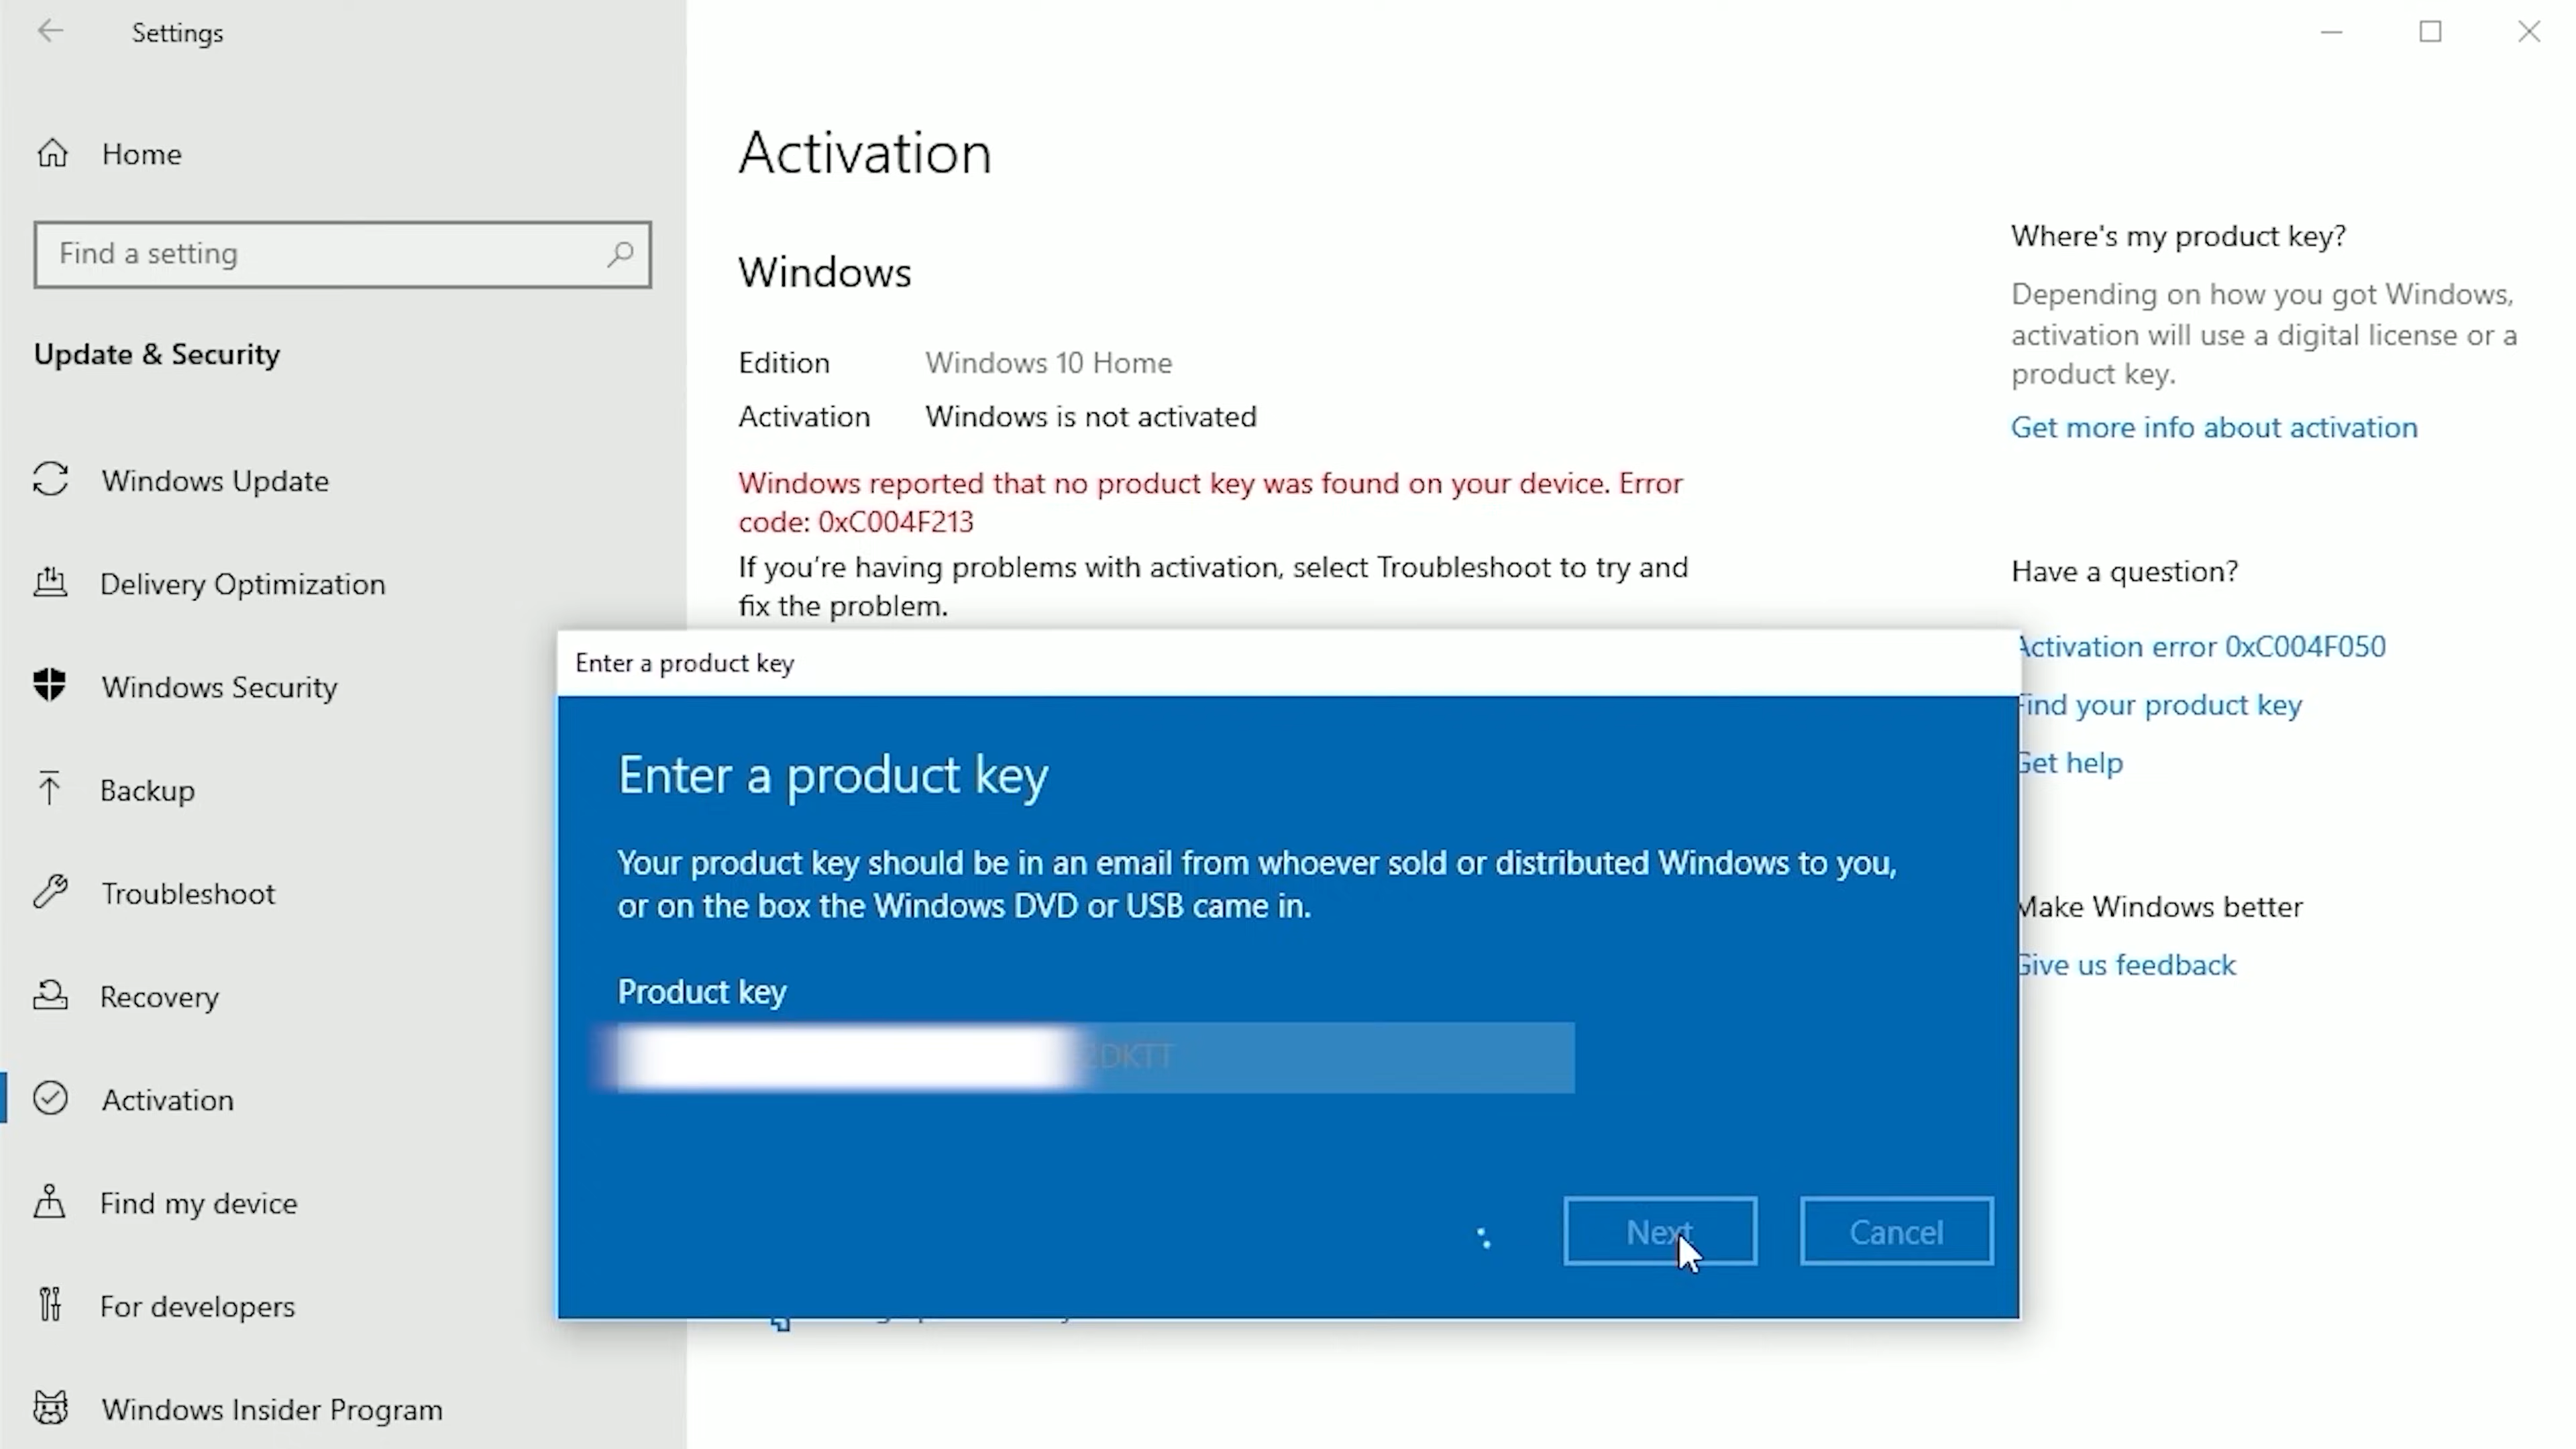 Settings
Home
Find a setting
Update & Security
Windows Update
Delivery Optimization
Windows Security
Backup
Troubleshoot
Recovery
Activation
Find my device
For developers
Windows Insider Program
Activation
Windows
Edition Windows 10 Home
Activation Windows is not activated
Windows reported that no product key was found on your device. Error
code: 0xC004F213
If you're having problems with activation, select Troubleshoot to try and
fix the problem.
Enter a product key
Enter a product key
Your product key should be in an email from whoever sold or distributed Windows to you,
or on the box the Windows DVD or USB came in.
Product key
2DKTT
Next
Cancel
Where's my product key?
Depending on how you got Windows,
activation will use a digital license or a
product key.
Get more info about activation
Have a question?
Activation error 0xC004F050
Find your product key
Get help
Make Windows better
Give us feedback